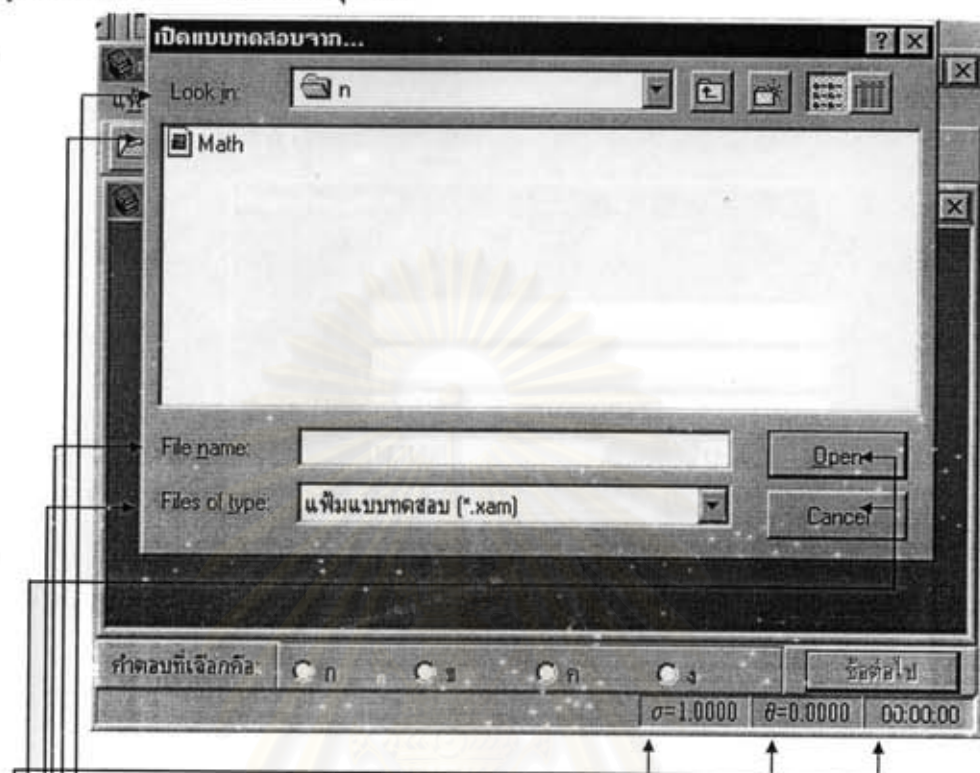 เปิดแบบทดสอบจาก...
Look in:
n
แฟ้
Math
File name:
Open
Files of type:
แฟ้มแบบทดสอบ (*.xam)
Cancel
คำตอบที่เลือกคือ:
ก
ข
ค
ง
ข้อต่อไป
σ=1.0000
θ=0.0000
00:00:00